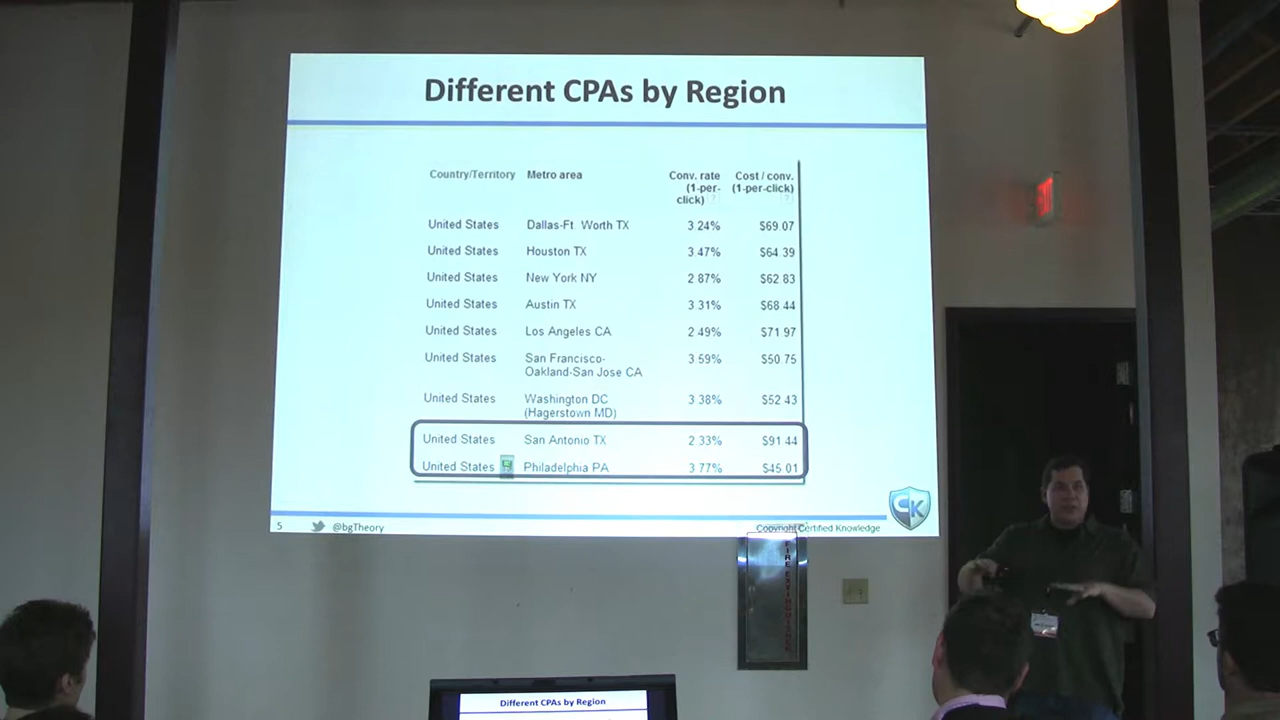 Different CPAs by Region
Country/Territory Metro area Conv. rate (1-per-click) ? Cost / conv. (1-per-click) ?
United States Dallas-Ft. Worth TX 3.24% $69.07
United States Houston TX 3.47% $64.39
United States New York NY 2.87% $62.83
United States Austin TX 3.31% $68.44
United States Los Angeles CA 2.49% $71.97
United States San Francisco-Oakland-San Jose CA 3.59% $50.75
United States Washington DC (Hagerstown MD) 3.38% $52.43
United States San Antonio TX 2.33% $91.44
United States Philadelphia PA 3.77% $45.01
5 @bgTheory Copyright Certified Knowledge
CK
EXIT
FIRE EXTINGUISHER
Different CPAs by Region